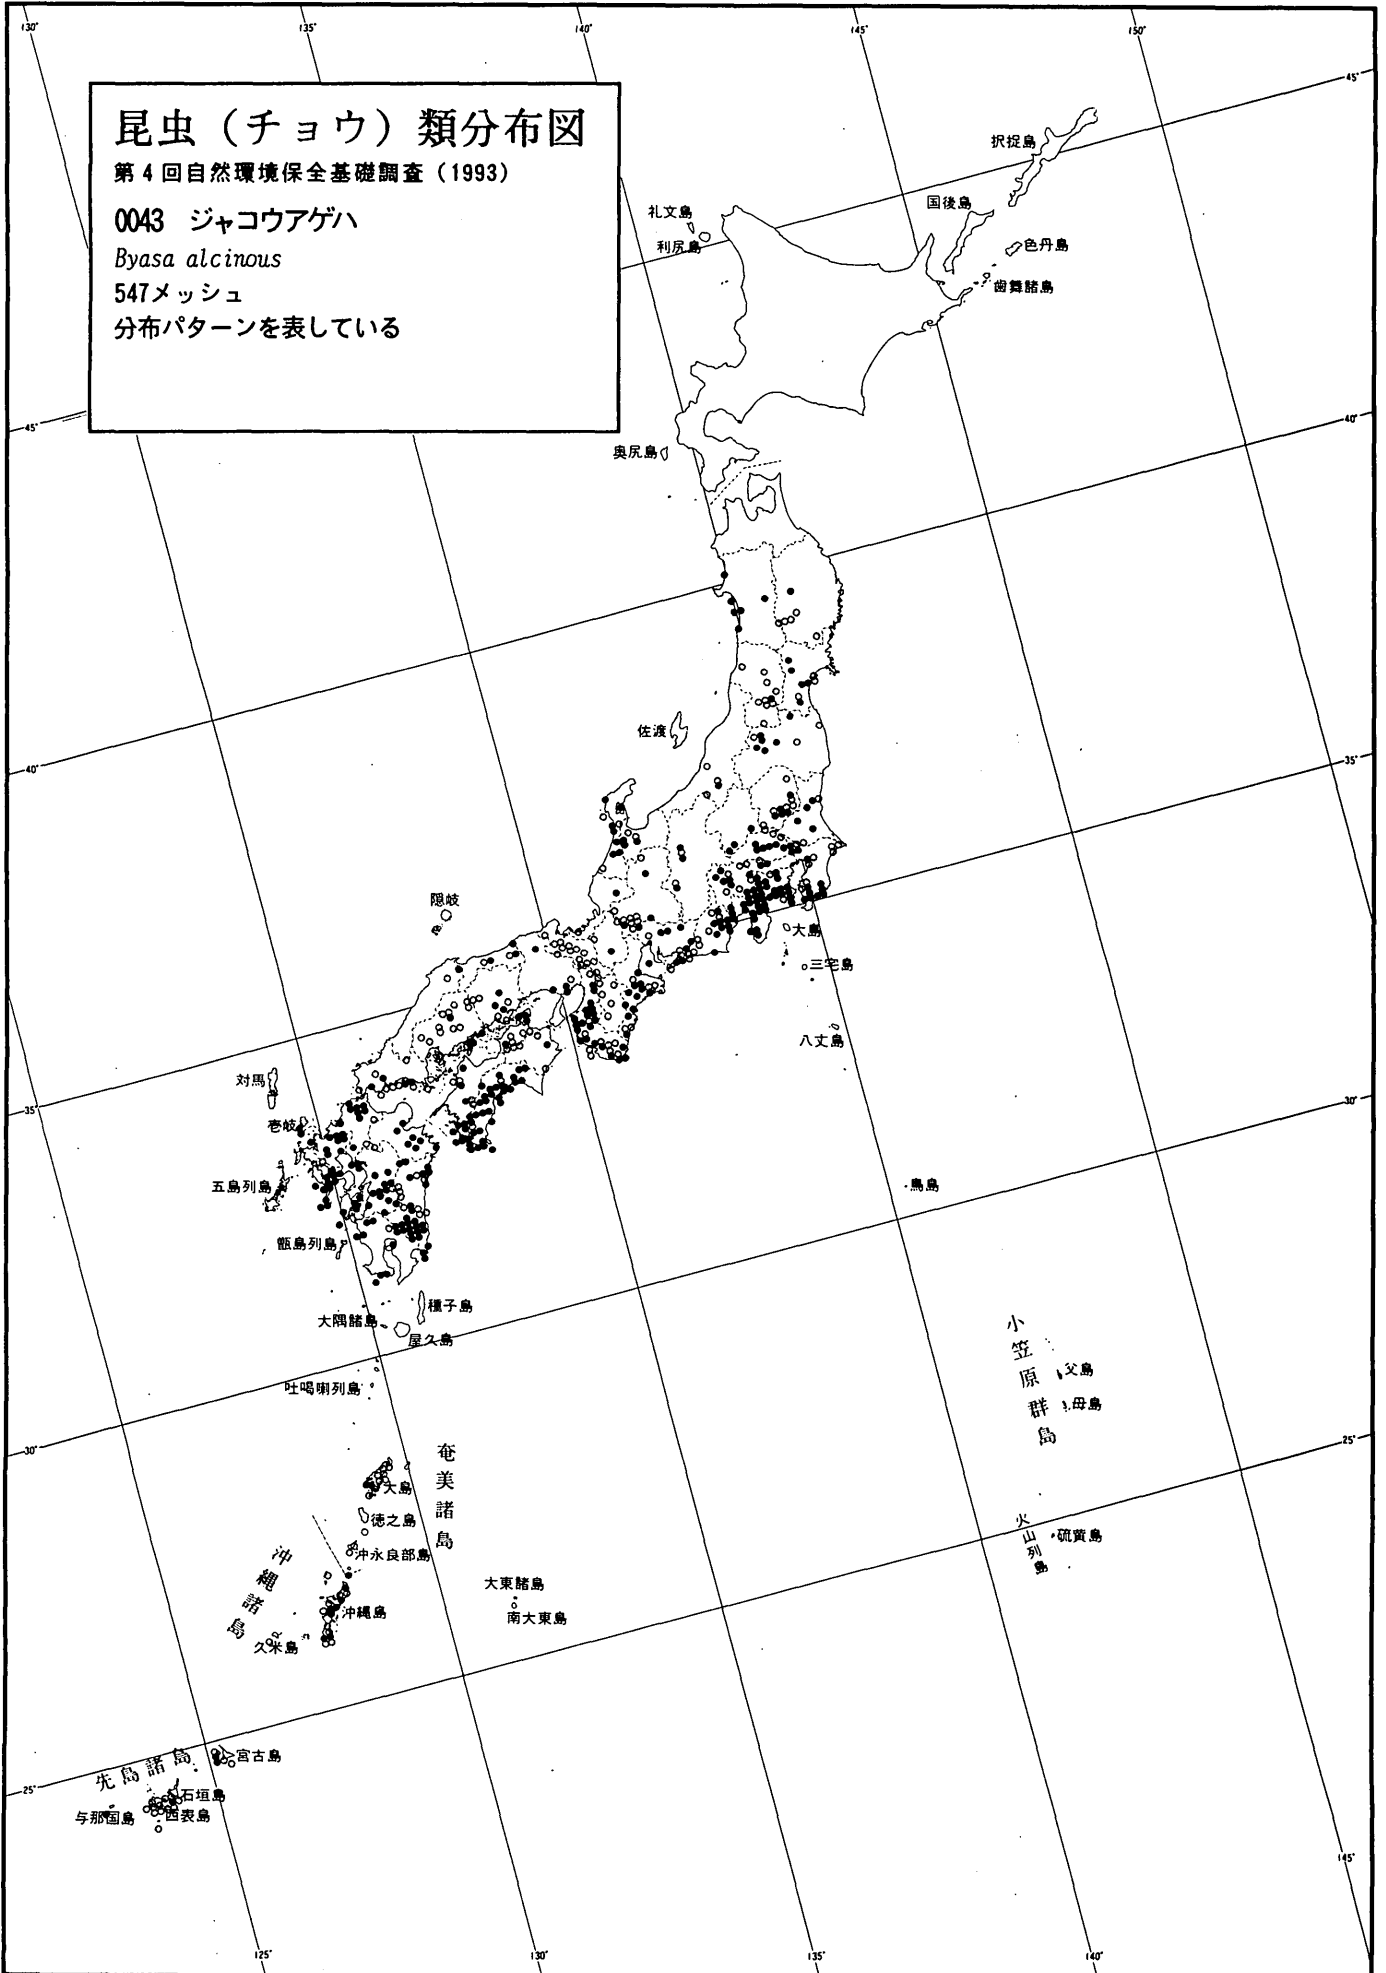 130°
135°
140°
145°
150°
昆虫（チョウ）類分布図
第4回自然環境保全基礎調査（1993）
0043 ジャコウアゲハ
Byasa alcinous
547メッシュ
分布パターンを表している
45°
択捉島
国後島
礼文島
利尻島
色丹島
歯舞諸島
45°
40°
奥尻島
佐渡
40°
35°
隠岐
大島
三宅島
八丈島
対馬
35°
壱岐
30°
五島列島
鳥島
甑島列島
種子島
大隅諸島
屋久島
吐喝喇列島
小笠原群島
父島
母島
30°
25°
奄美諸島
大島
徳之島
沖永良部島
火山列島
硫黄島
沖縄諸島
沖縄島
久米島
大東諸島
南大東島
先島諸島
宮古島
25°
石垣島
与那国島
西表島
145°
125°
130°
135°
140°